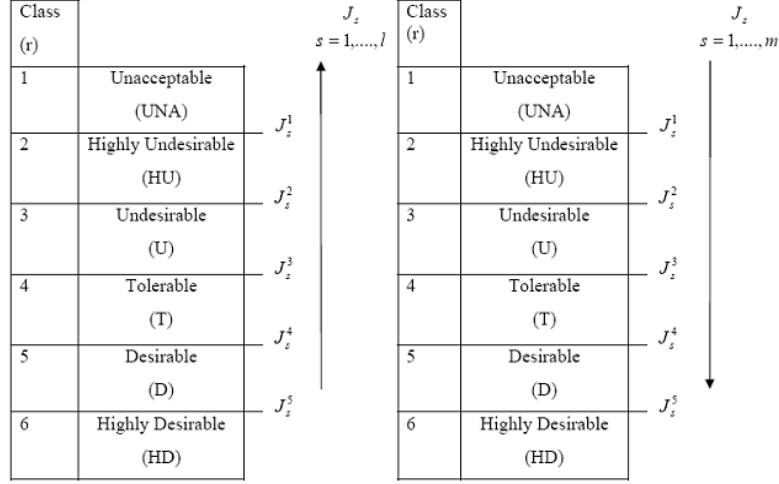 Class
(r)
J_s
s = 1,....,l
1
Unacceptable
(UNA)
J_s^1
2
Highly Undesirable
(HU)
J_s^2
3
Undesirable
(U)
J_s^3
4
Tolerable
(T)
J_s^4
5
Desirable
(D)
J_s^5
6
Highly Desirable
(HD)
Class
(r)
J_s
s = 1,....,m
1
Unacceptable
(UNA)
J_s^1
2
Highly Undesirable
(HU)
J_s^2
3
Undesirable
(U)
J_s^3
4
Tolerable
(T)
J_s^4
5
Desirable
(D)
J_s^5
6
Highly Desirable
(HD)